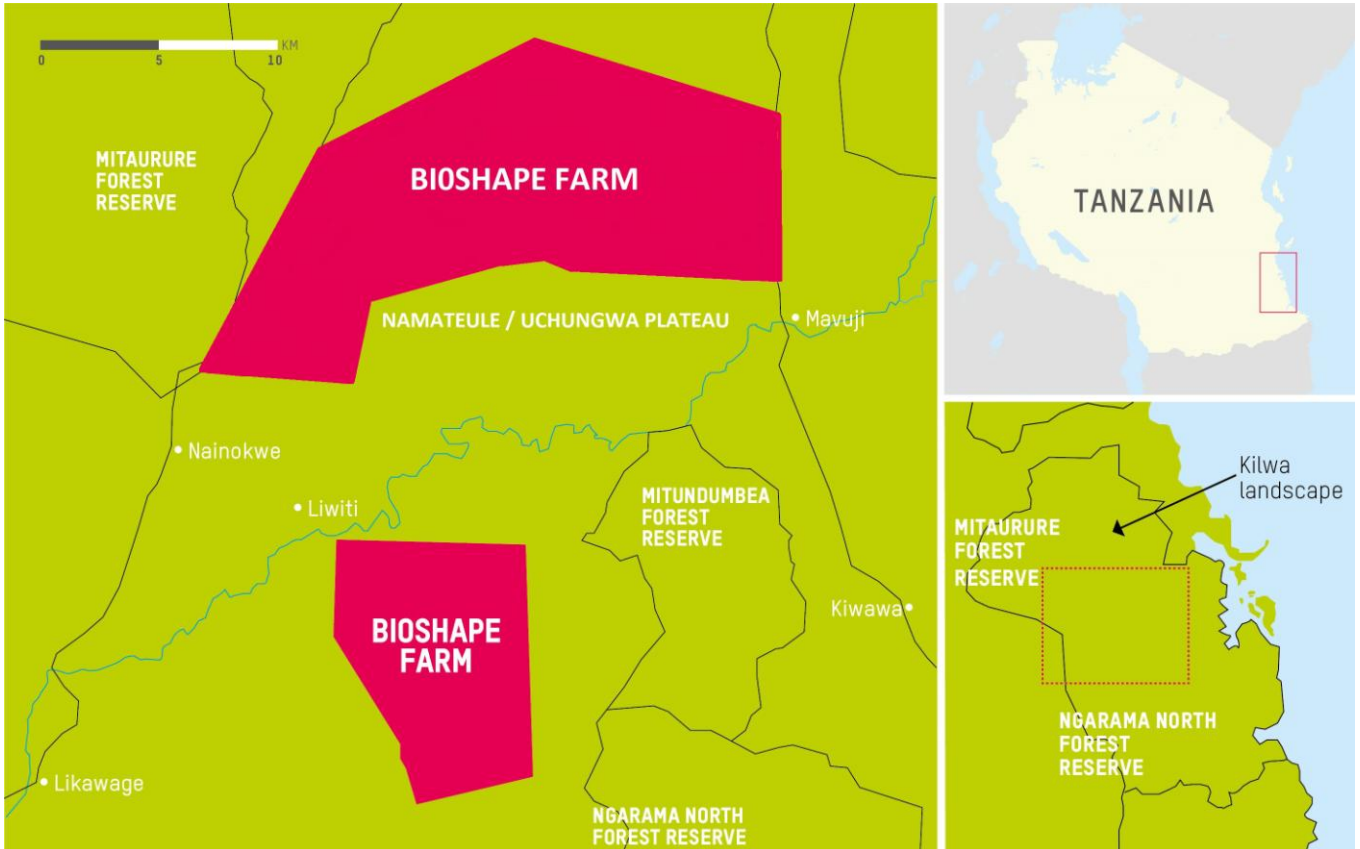 KM
0 5 10
MITAURURE
FOREST
RESERVE
BIOSHAPE FARM
NAMATEULE / UCHUNGWA PLATEAU
Mavuji
Nainokwe
Liwiti
MITUNDUMBEA
FOREST
RESERVE
Kiwawa
BIOSHAPE
FARM
Likawage
NGARAMA NORTH
FOREST RESERVE
TANZANIA
Kilwa
landscape
MITAURURE
FOREST
RESERVE
NGARAMA NORTH
FOREST
RESERVE